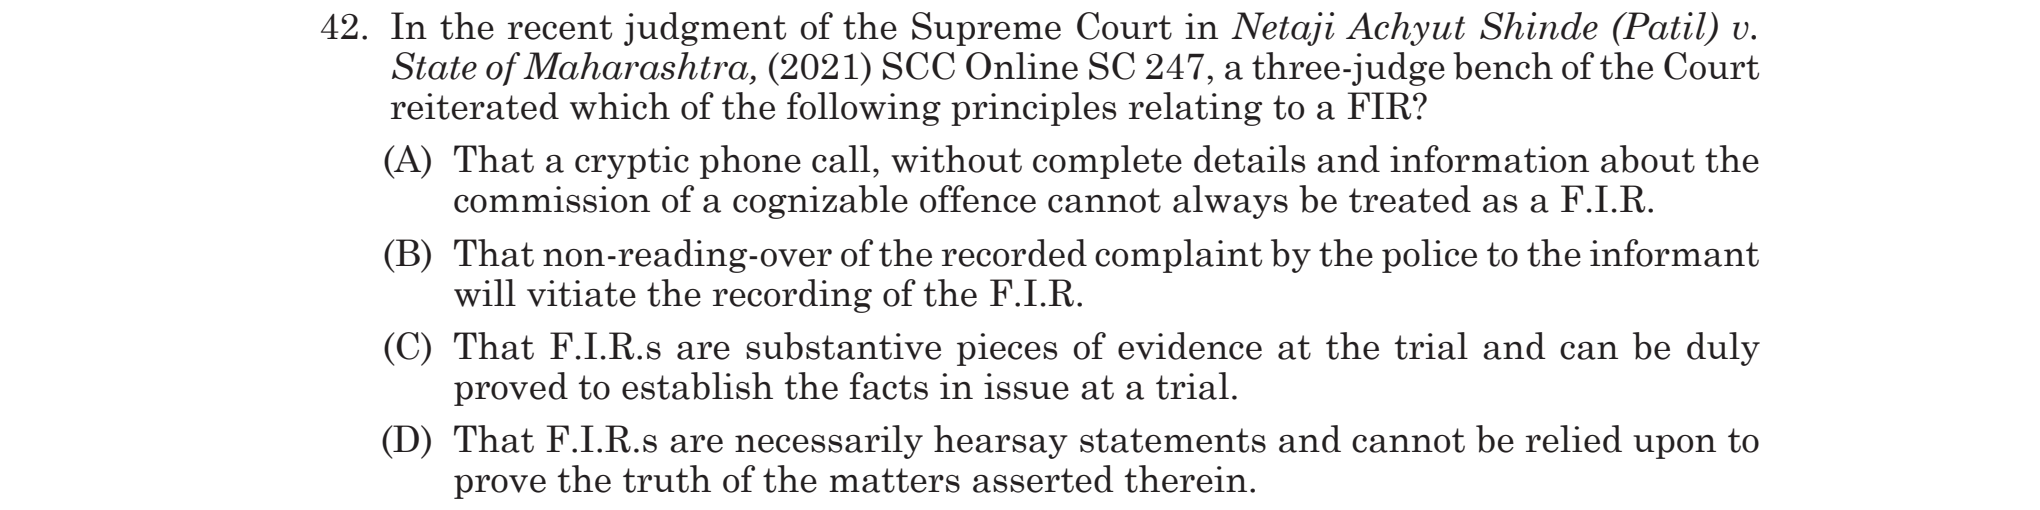 42. In the recent judgment of the Supreme Court in Netaji Achyut Shinde (Patil) v.
State of Maharashtra, (2021) SCC Online SC 247, a three-judge bench of the Court
reiterated which of the following principles relating to a FIR?
(A) That a cryptic phone call, without complete details and information about the
commission of a cognizable offence cannot always be treated as a F.I.R.
(B) That non-reading-over of the recorded complaint by the police to the informant
will vitiate the recording of the F.I.R.
(C) That F.I.R.s are substantive pieces of evidence at the trial and can be duly
proved to establish the facts in issue at a trial.
(D) That F.I.R.s are necessarily hearsay statements and cannot be relied upon to
prove the truth of the matters asserted therein.